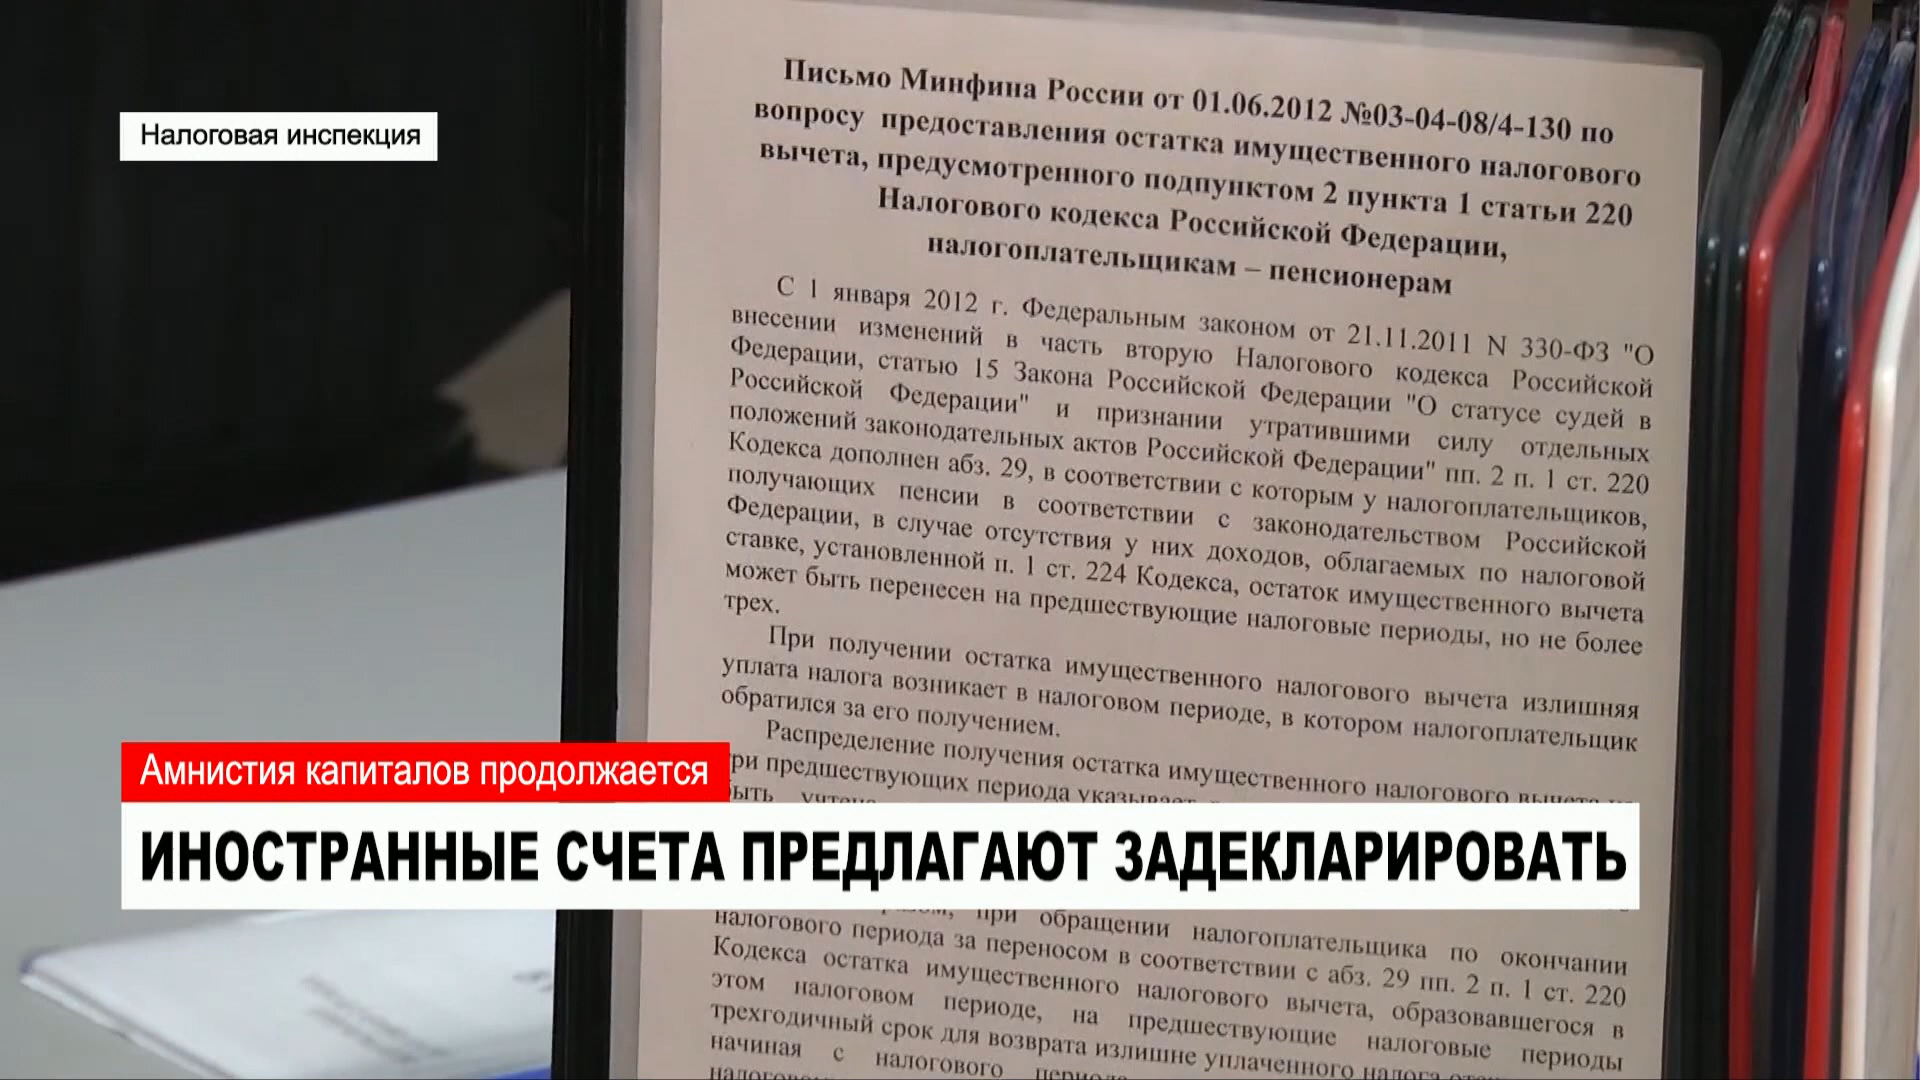 Налоговая инспекция
Письмо Минфина России от 01.06.2012 №03-04-08/4-130 по
вопросу предоставления остатка имущественного налогового
вычета, предусмотренного подпунктом 2 пункта 1 статьи 220
Налогового кодекса Российской Федерации,
налогоплательщикам – пенсионерам
С 1 января 2012 г. Федеральным законом от 21.11.2011 N 330-ФЗ "О
внесении изменений в часть вторую Налогового кодекса Российской
Федерации, статью 15 Закона Российской Федерации "О статусе судей в
Российской Федерации" и признании утратившими силу отдельных
положений законодательных актов Российской Федерации" пп. 2 п. 1 ст. 220
Кодекса дополнен абз. 29, в соответствии с которым у налогоплательщиков,
получающих пенсии в соответствии с законодательством Российской
Федерации, в случае отсутствия у них доходов, облагаемых по налоговой
ставке, установленной п. 1 ст. 224 Кодекса, остаток имущественного вычета
может быть перенесен на предшествующие налоговые периоды, но не более
трех.
При получении остатка имущественного налогового вычета излишняя
уплата налога возникает в налоговом периоде, в котором налогоплательщик
обратился за его получением.
Распределение получения остатка имущественного налогового вычета
предшествующих периода
Амнистия капиталов продолжается
ИНОСТРАННЫЕ СЧЕТА ПРЕДЛАГАЮТ ЗАДЕКЛАРИРОВАТЬ
при обращении налогоплательщика по окончании
налогового периода за переносом в соответствии с абз. 29 пп. 2 п. 1 ст. 220
Кодекса остатка имущественного налогового вычета, образовавшегося в
этом налоговом периоде, на предшествующие налоговые периоды
трехгодичный срок для возврата излишне уплаченного налога
начиная с налогового